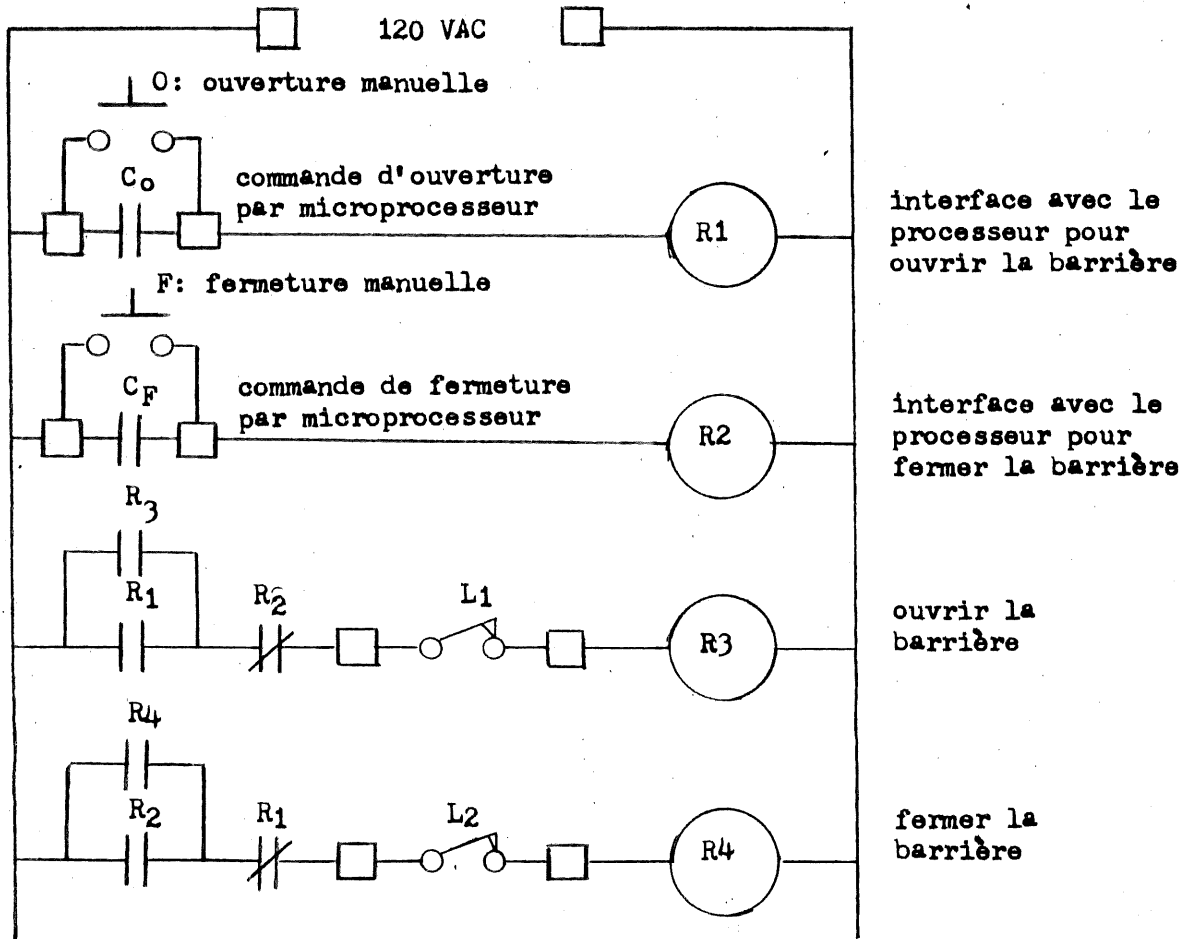 120 VAC
O: ouverture manuelle
Co
commande d'ouverture
par microprocesseur
R1
interface avec le
processeur pour
ouvrir la barrière
F: fermeture manuelle
CF
commande de fermeture
par microprocesseur
R2
interface avec le
processeur pour
fermer la barrière
R3
R1
R2
L1
R3
ouvrir la
barrière
R4
R2
R1
L2
R4
fermer la
barrière